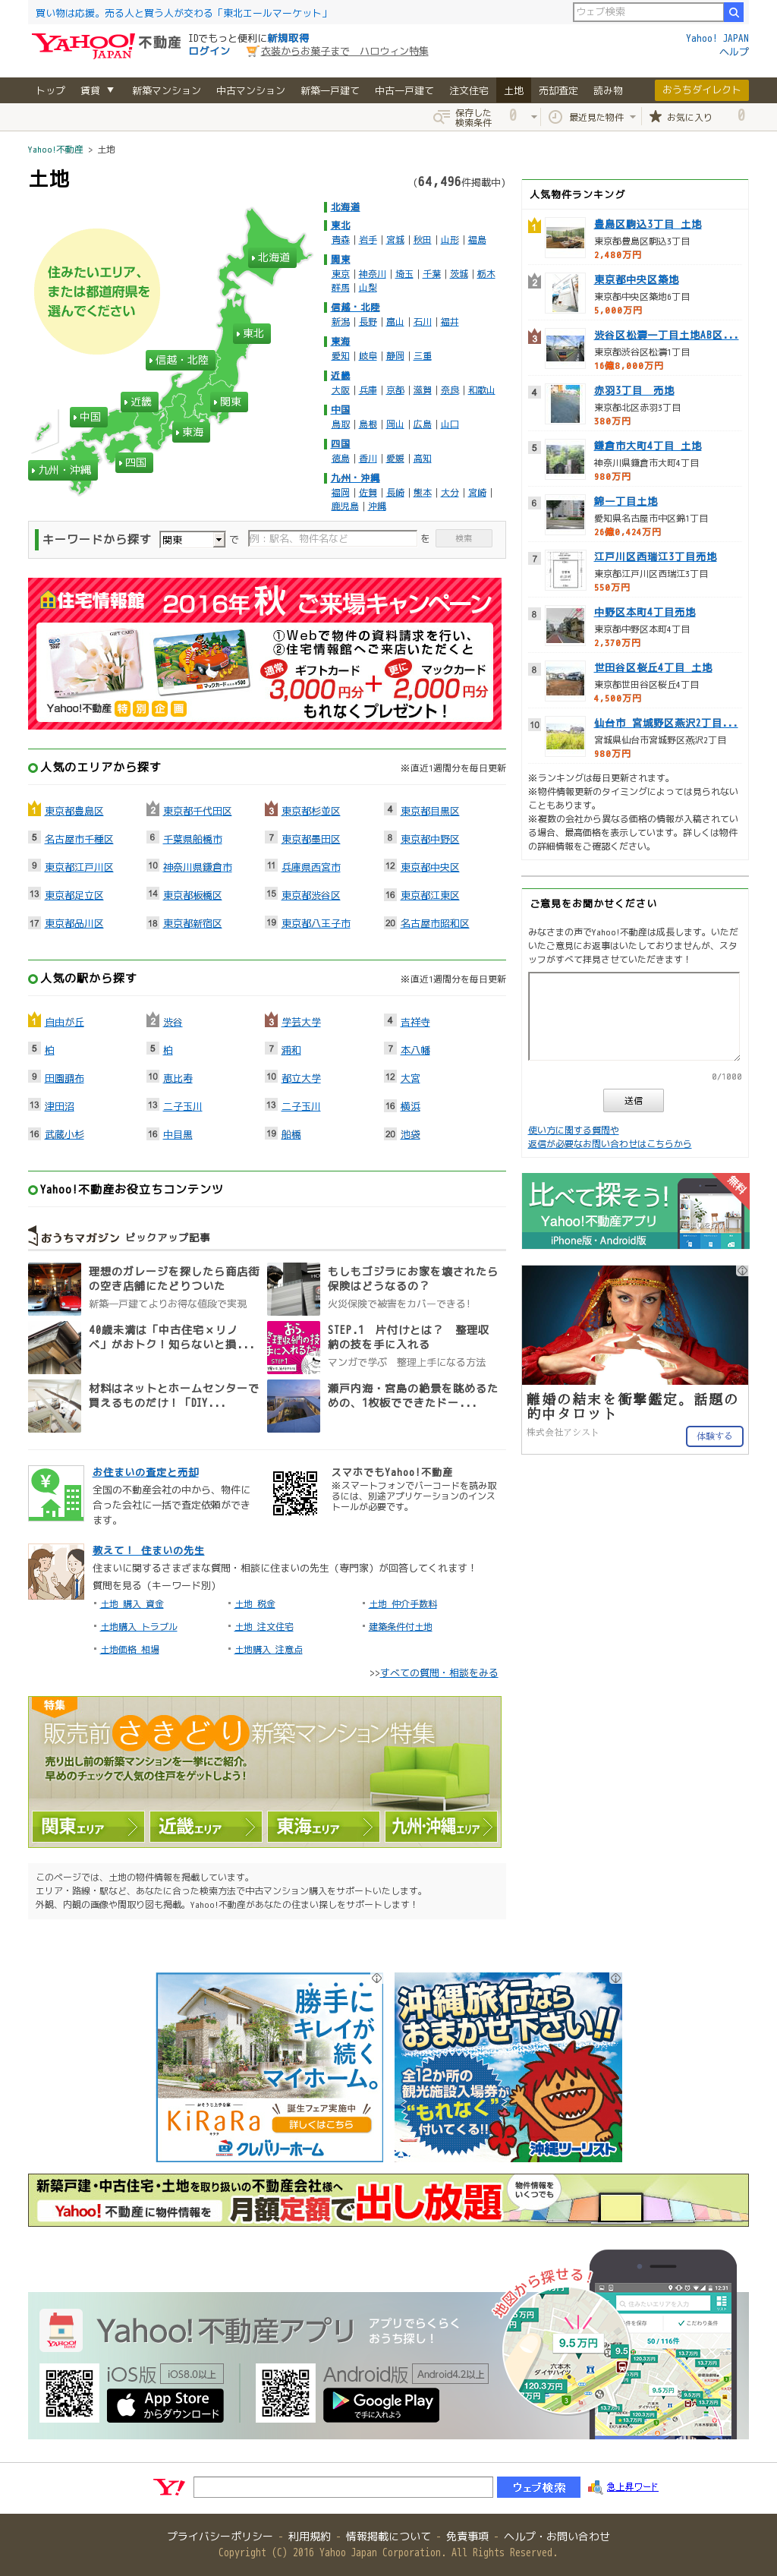 買い物は応援。売る人と買う人が交わる「東北エールマーケット」
ウェブ検索
YAHOO! JAPAN 不動産
IDでもっと便利に新規取得
ログイン
衣装からお菓子まで ハロウィン特集
Yahoo! JAPAN
ヘルプ
トップ 賃貸 ▼ 新築マンション 中古マンション 新築一戸建て 中古一戸建て 注文住宅 土地 売却査定 読み物 おうちダイレクト
保存した検索条件 0 最近見た物件 お気に入り 0
Yahoo!不動産 > 土地
土地
(64,496件掲載中)
住みたいエリア、
または都道府県を
選んでください
北海道
東北
信越・北陸
関東
近畿
東海
中国
四国
九州・沖縄
北海道
東北
青森 | 岩手 | 宮城 | 秋田 | 山形 | 福島
関東
東京 | 神奈川 | 埼玉 | 千葉 | 茨城 | 栃木
群馬 | 山梨
信越・北陸
新潟 | 長野 | 富山 | 石川 | 福井
東海
愛知 | 岐阜 | 静岡 | 三重
近畿
大阪 | 兵庫 | 京都 | 滋賀 | 奈良 | 和歌山
中国
鳥取 | 島根 | 岡山 | 広島 | 山口
四国
徳島 | 香川 | 愛媛 | 高知
九州・沖縄
福岡 | 佐賀 | 長崎 | 熊本 | 大分 | 宮崎 |
鹿児島 | 沖縄
キーワードから探す 関東 で 例：駅名、物件名など を 検索
住宅情報館 2016年秋 ご来場キャンペーン
①Webで物件の資料請求を行い、
②住宅情報館へご来店いただくと
通常 ギフトカード 3,000円分 + 更に マックカード 2,000円分
もれなくプレゼント!
Yahoo!不動産 特別企画
人気のエリアから探す
※直近1週間分を毎日更新
1 東京都豊島区 2 東京都千代田区 3 東京都杉並区 4 東京都目黒区
5 名古屋市千種区 6 千葉県船橋市 7 東京都墨田区 8 東京都中野区
9 東京都江戸川区 10 神奈川県鎌倉市 11 兵庫県西宮市 12 東京都中央区
13 東京都足立区 14 東京都板橋区 15 東京都渋谷区 16 東京都江東区
17 東京都品川区 18 東京都新宿区 19 東京都八王子市 20 名古屋市昭和区
人気の駅から探す
※直近1週間分を毎日更新
1 自由が丘 2 渋谷 3 学芸大学 4 吉祥寺
5 柏 5 柏 7 浦和 7 本八幡
9 田園調布 10 恵比寿 10 都立大学 12 大宮
13 津田沼 13 二子玉川 13 二子玉川 16 横浜
16 武蔵小杉 16 中目黒 19 船橋 20 池袋
Yahoo!不動産お役立ちコンテンツ
おうちマガジン ピックアップ記事
理想のガレージを探したら商店街の空き店舗にたどりついた
新築一戸建てよりお得な値段で実現
もしもゴジラにお家を壊されたら保険はどうなるの？
火災保険で被害をカバーできる!
40歳未満は「中古住宅×リノベ」がおトク！知らないと損...
STEP.1 片付けとは？ 整理収納の技を手に入れる
マンガで学ぶ 整理上手になる方法
材料はネットとホームセンターで買えるものだけ！「DIY...
瀬戸内海・宮島の絶景を眺めるための、1枚板でできたドー...
お住まいの査定と売却
全国の不動産会社の中から、物件に合った会社に一括で査定依頼ができます。
スマホでもYahoo!不動産
※スマートフォンでバーコードを読み取るには、別途アプリケーションのインストールが必要です。
教えて！ 住まいの先生
住まいに関するさまざまな質問・相談に住まいの先生（専門家）が回答してくれます！
質問を見る（キーワード別）
土地 購入 資金 土地 税金 土地 仲介手数料
土地購入 トラブル 土地 注文住宅 建築条件付土地
土地価格 相場 土地購入 注意点
>>すべての質問・相談をみる
特集
販売前さきどり新築マンション特集
売り出し前の新築マンションを一挙にご紹介。
早めのチェックで人気の住戸をゲットしよう！
関東エリア 近畿エリア 東海エリア 九州・沖縄エリア
このページでは、土地の物件情報を掲載しています。
エリア・路線・駅など、あなたに合った検索方法で中古マンション購入をサポートいたします。
外観、内観の画像や間取り図も掲載。Yahoo!不動産があなたの住まい探しをサポートします！
人気物件ランキング
1 豊島区駒込3丁目 土地
東京都豊島区駒込3丁目
2,480万円
2 東京都中央区築地
東京都中央区築地6丁目
5,000万円
3 渋谷区松濤一丁目土地AB区...
東京都渋谷区松濤1丁目
16億8,000万円
4 赤羽3丁目 売地
東京都北区赤羽3丁目
380万円
5 鎌倉市大町4丁目 土地
神奈川県鎌倉市大町4丁目
980万円
6 錦一丁目土地
愛知県名古屋市中区錦1丁目
26億0,424万円
7 江戸川区西瑞江3丁目売地
東京都江戸川区西瑞江3丁目
550万円
8 中野区本町4丁目売地
東京都中野区本町4丁目
2,370万円
8 世田谷区桜丘4丁目 土地
東京都世田谷区桜丘4丁目
4,500万円
10 仙台市 宮城野区燕沢2丁目...
宮城県仙台市宮城野区燕沢2丁目
980万円
※ランキングは毎日更新されます。
※物件情報更新のタイミングによっては見られないこともあります。
※複数の会社から異なる価格の情報が入稿されている場合、最高価格を表示しています。詳しくは物件の詳細情報をご確認ください。
ご意見をお聞かせください
みなさまの声でYahoo!不動産は成長します。いただいたご意見にお返事はいたしておりませんが、スタッフがすべて拝見させていただきます！
0/1000
送信
使い方に関する質問や
返信が必要なお問い合わせはこちらから
比べて探そう!
Yahoo!不動産アプリ
iPhone版・Android版
無料
離婚の結末を衝撃鑑定。話題の的中タロット
株式会社アシスト
体験する
勝手にキレイが続くマイホーム。
KiRaRa
誕生フェア実施中
詳しくはこちら
クレバリーホーム
沖縄旅行ならおまかせ下さい!!
全12か所の観光施設入場券が"もれなく"付いてくる!!
沖縄ツーリスト
新築戸建・中古住宅・土地を取り扱いの不動産会社様へ
Yahoo!不動産に物件情報を 月額定額で出し放題
物件情報をいくつでも
Yahoo!不動産アプリ
アプリでらくらくおうち探し！
iOS版 iOS8.0以上
App Storeからダウンロード
Android版 Android4.2以上
Google Playで手に入れよう
地図から探せる！
9.5万円
六本木
ダイヤハイツ
120.3万円
12:31
住みたいエリアを入力
こだわり条件
50/116件
ウェブ検索 急上昇ワード
プライバシーポリシー - 利用規約 - 情報掲載について - 免責事項 - ヘルプ・お問い合わせ
Copyright (C) 2016 Yahoo Japan Corporation. All Rights Reserved.